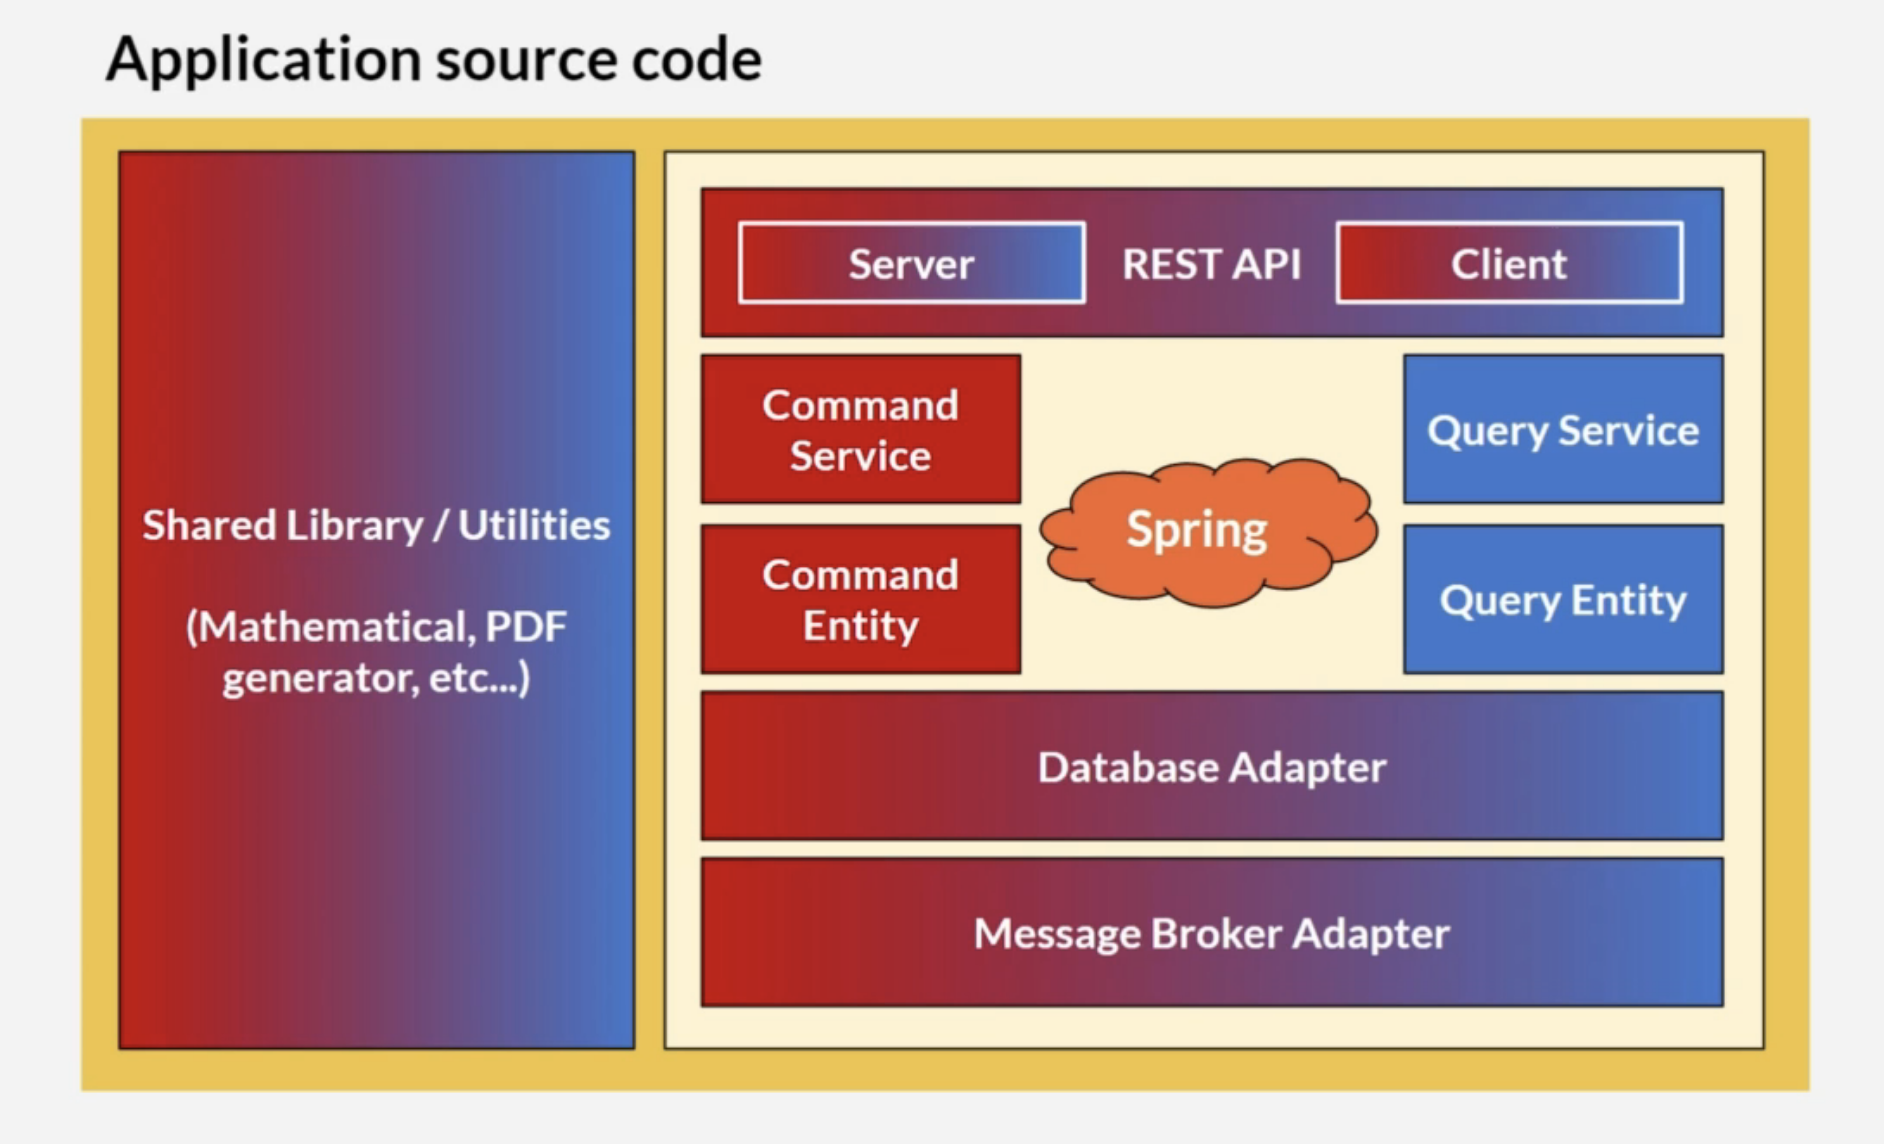 Application source code
Shared Library / Utilities
(Mathematical, PDF
generator, etc...)
Server
REST API
Client
Command
Service
Query Service
Spring
Command
Entity
Query Entity
Database Adapter
Message Broker Adapter